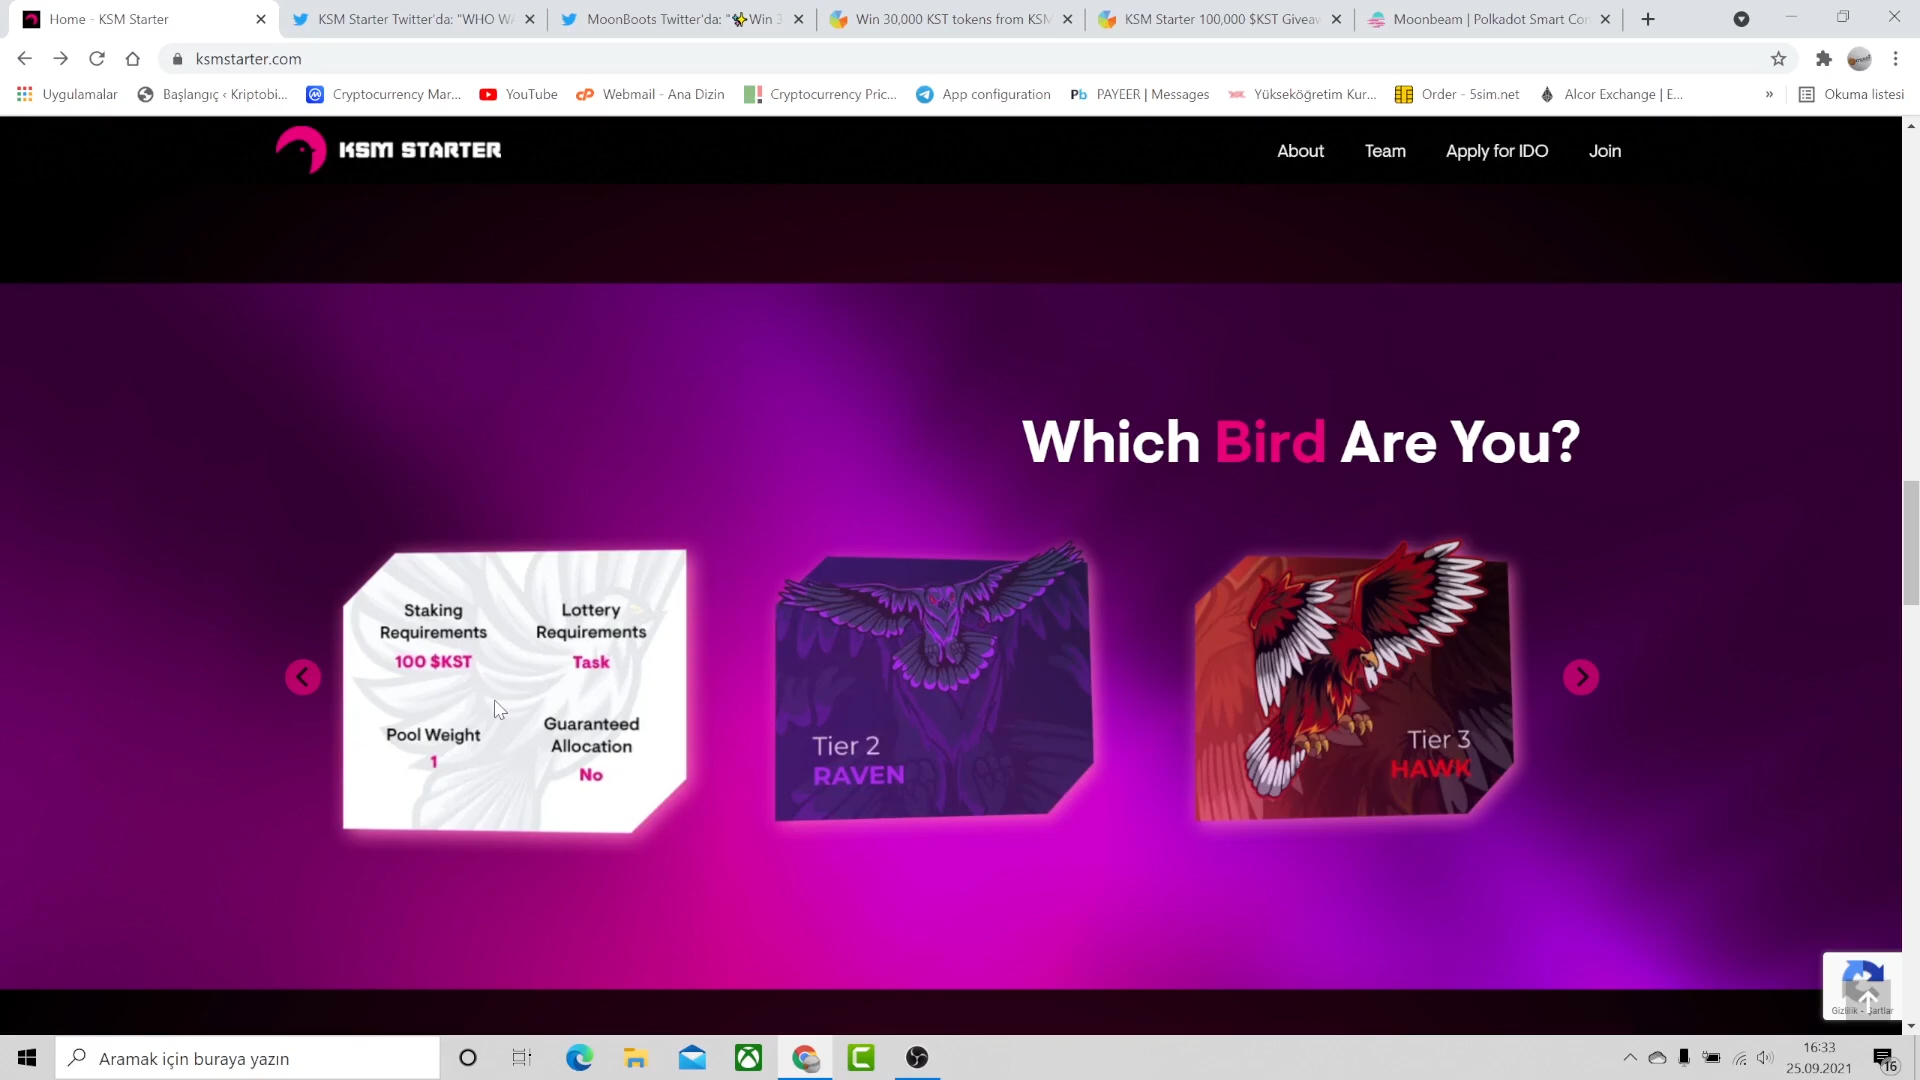 Home - KSM Starter
KSM Starter Twitter'da: "WHO WA
MoonBoots Twitter'da: "✨Win 3
Win 30,000 KST tokens from KSM
KSM Starter 100,000 $KST Giveaw
Moonbeam | Polkadot Smart Con
ksmstarter.com
Uygulamalar
Başlangıç ‹ Kriptobi...
Cryptocurrency Mar...
YouTube
Webmail - Ana Dizin
Cryptocurrency Pric...
App configuration
PAYEER | Messages
Yükseköğretim Kur...
Order - 5sim.net
Alcor Exchange | E...
»
Okuma listesi
KSM STARTER
About
Team
Apply for IDO
Join
Which Bird Are You?
Staking
Requirements
100 $KST
Lottery
Requirements
Task
Pool Weight
1
Guaranteed
Allocation
No
Tier 2
RAVEN
Tier 3
HAWK
Gizlilik - Şartlar
Aramak için buraya yazın
16:33
25.09.2021
16